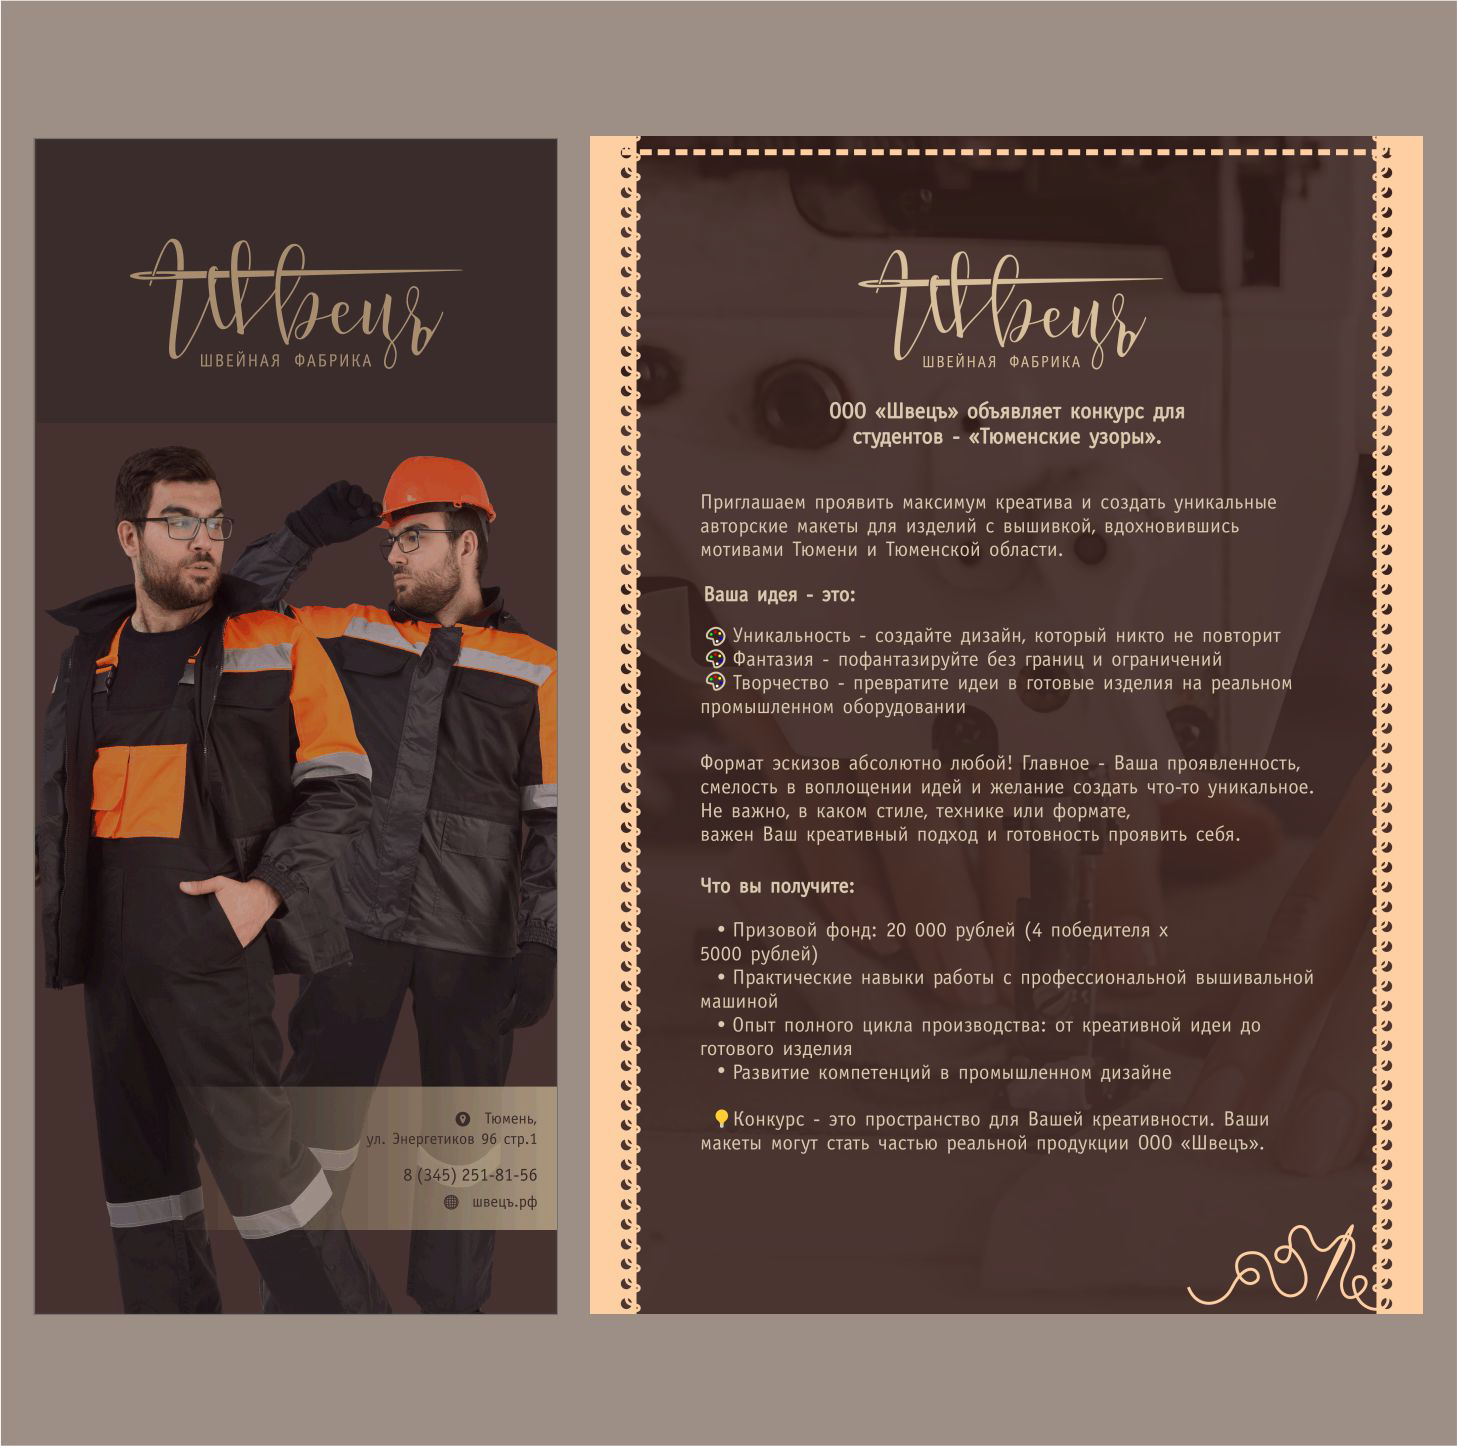 Швецъ
ШВЕЙНАЯ ФАБРИКА
Тюмень,
ул. Энергетиков 96 стр.1
8 (345) 251-81-56
швецъ.рф
Швецъ
ШВЕЙНАЯ ФАБРИКА
ООО «Швецъ» объявляет конкурс для
студентов - «Тюменские узоры».
Приглашаем проявить максимум креатива и создать уникальные
авторские макеты для изделий с вышивкой, вдохновившись
мотивами Тюмени и Тюменской области.
Ваша идея - это:
🎨 Уникальность - создайте дизайн, который никто не повторит
🎨 Фантазия - пофантазируйте без границ и ограничений
🎨 Творчество - превратите идеи в готовые изделия на реальном
промышленном оборудовании
Формат эскизов абсолютно любой! Главное - Ваша проявленность,
смелость в воплощении идей и желание создать что-то уникальное.
Не важно, в каком стиле, технике или формате,
важен Ваш креативный подход и готовность проявить себя.
Что вы получите:
• Призовой фонд: 20 000 рублей (4 победителя х
5000 рублей)
• Практические навыки работы с профессиональной вышивальной
машиной
• Опыт полного цикла производства: от креативной идеи до
готового изделия
• Развитие компетенций в промышленном дизайне
💡Конкурс - это пространство для Вашей креативности. Ваши
макеты могут стать частью реальной продукции ООО «Швецъ».